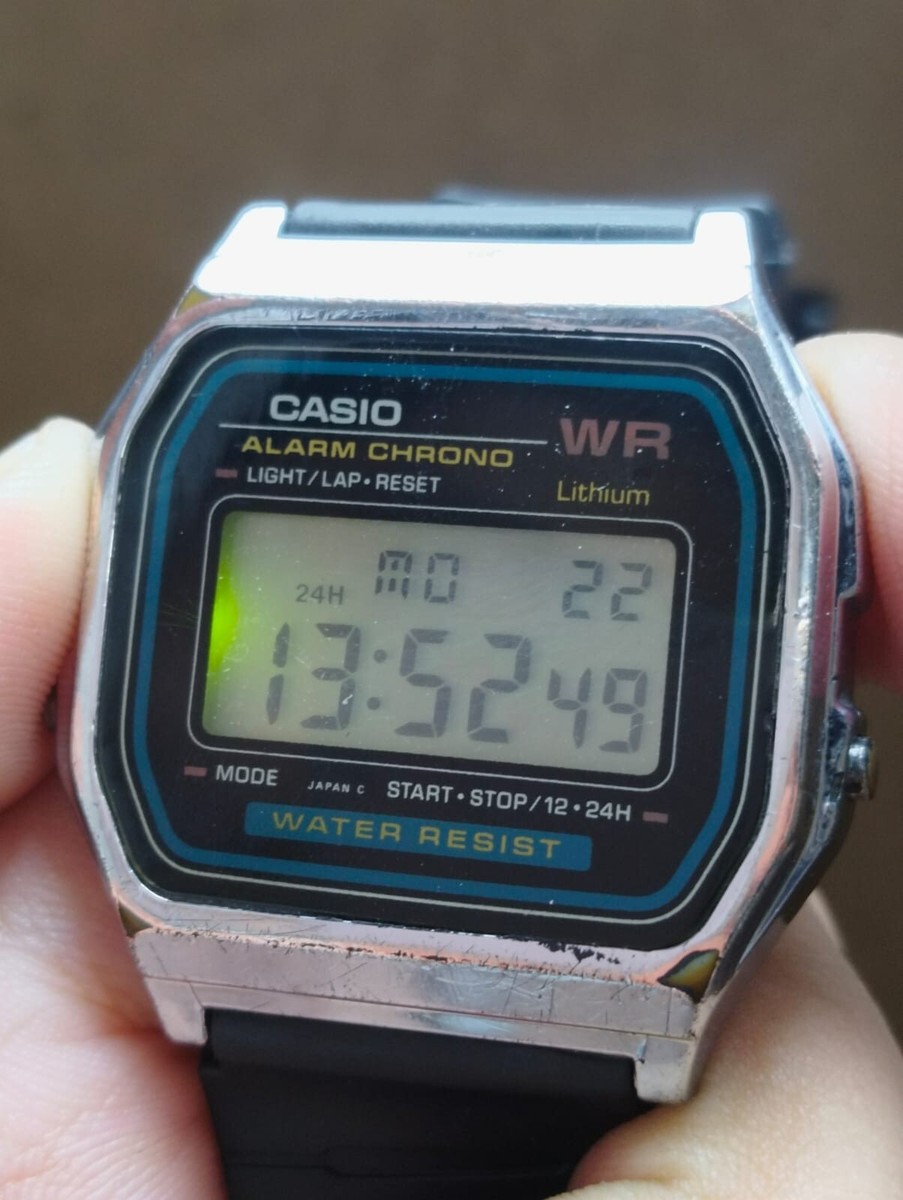 CASIO
WR
ALARM CHRONO
LIGHT/LAP•RESET
Lithium
MO 22
24H
13:52 49
MODE JAPAN C START•STOP/12•24H
WATER RESIST